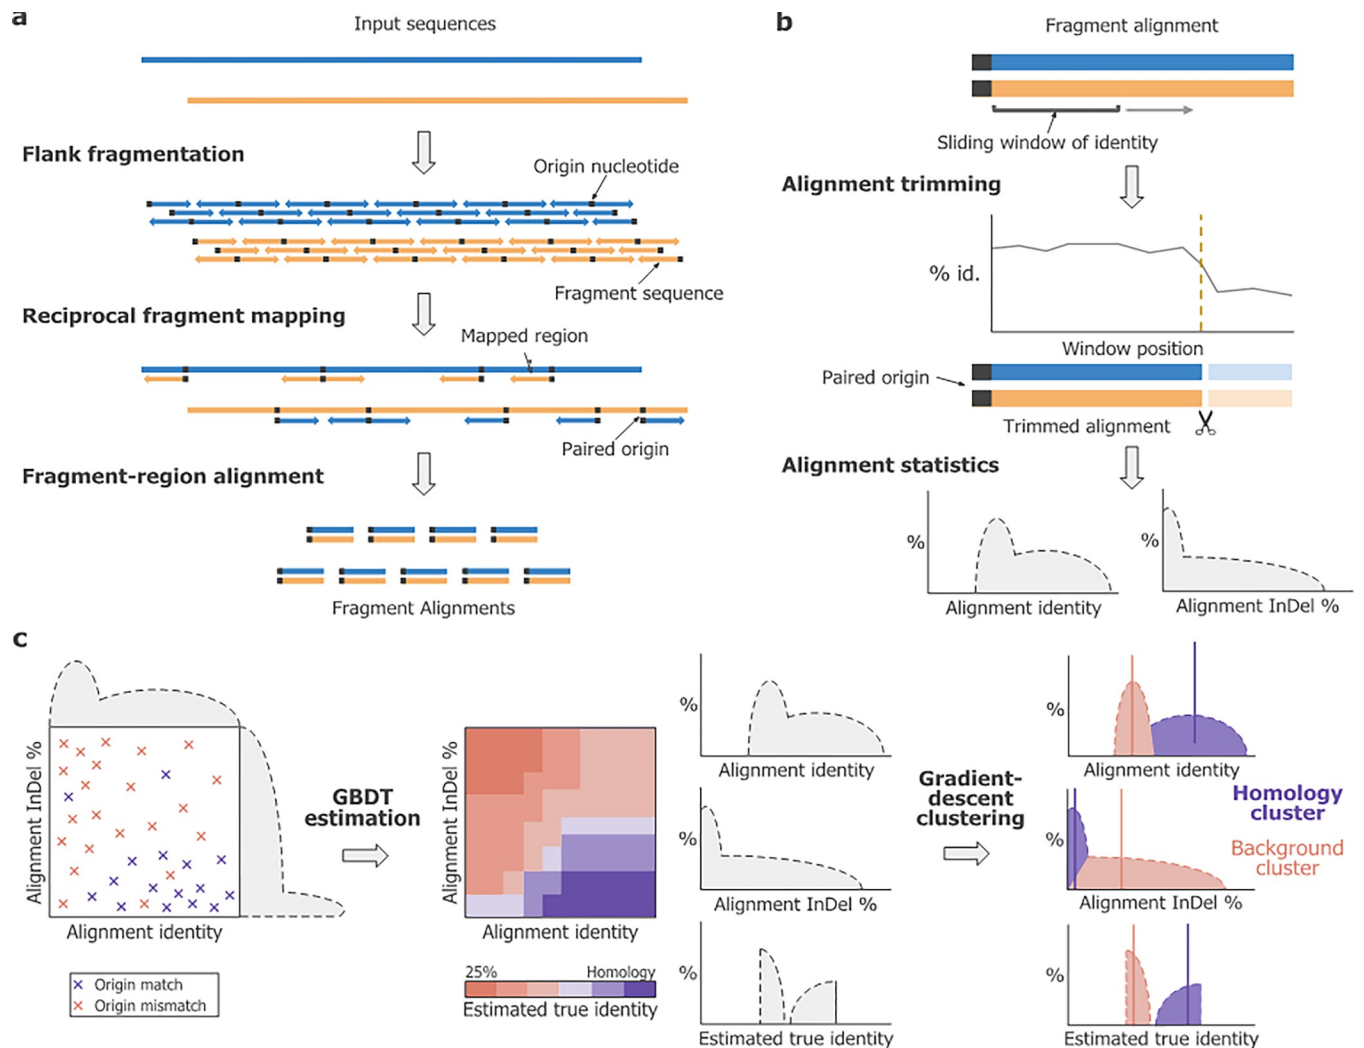 a
Input sequences
Flank fragmentation
Origin nucleotide
Fragment sequence
Reciprocal fragment mapping
Mapped region
Paired origin
Fragment-region alignment
Fragment Alignments
b
Fragment alignment
Sliding window of identity
Alignment trimming
% id.
Window position
Paired origin
Trimmed alignment
Alignment statistics
%
Alignment identity
%
Alignment InDel %
c
Alignment InDel %
Alignment identity
Origin match
Origin mismatch
GBDT
estimation
Alignment InDel %
Alignment identity
25%
Homology
Estimated true identity
%
Alignment identity
%
Alignment InDel %
%
Estimated true identity
Gradient-
descent
clustering
%
Alignment identity
Homology
cluster
Background
cluster
%
Alignment InDel %
%
Estimated true identity